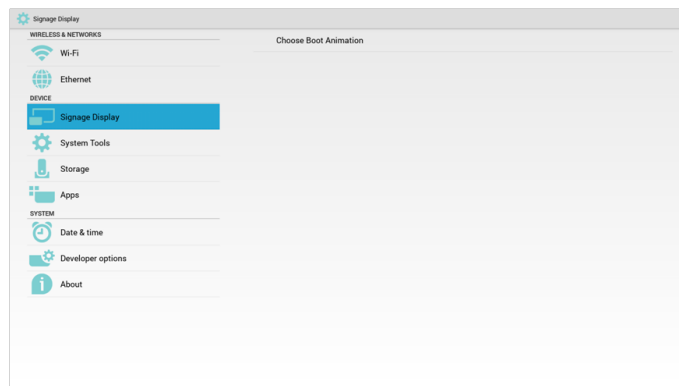 Signage Display
WIRELESS & NETWORKS
Wi-Fi
Ethernet
DEVICE
Signage Display
System Tools
Storage
Apps
SYSTEM
Date & time
Developer options
About
Choose Boot Animation